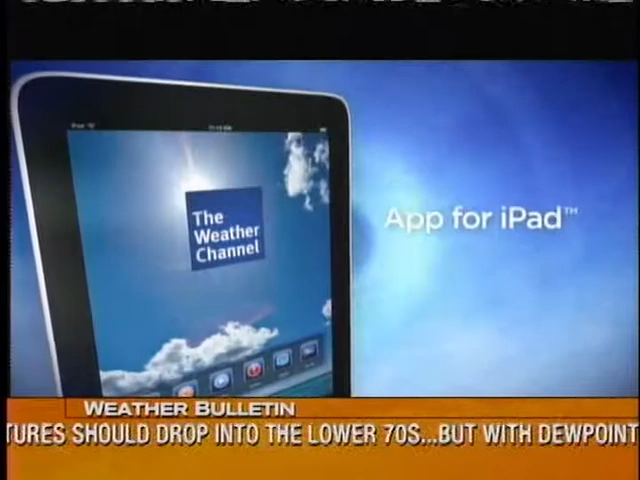 The
Weather
Channel
App for iPad™
WEATHER BULLETIN
TURES SHOULD DROP INTO THE LOWER 70S...BUT WITH DEWPOINT